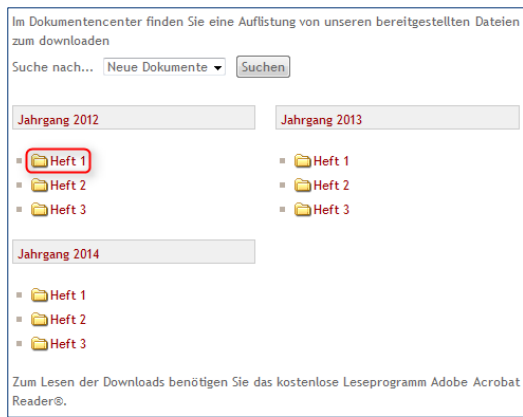 Im Dokumentencenter finden Sie eine Auflistung von unseren bereitgestellten Dateien
zum downloaden
Suche nach... Neue Dokumente Suchen
Jahrgang 2012
Heft 1
Heft 2
Heft 3
Jahrgang 2013
Heft 1
Heft 2
Heft 3
Jahrgang 2014
Heft 1
Heft 2
Heft 3
Zum Lesen der Downloads benötigen Sie das kostenlose Leseprogramm Adobe Acrobat
Reader®.